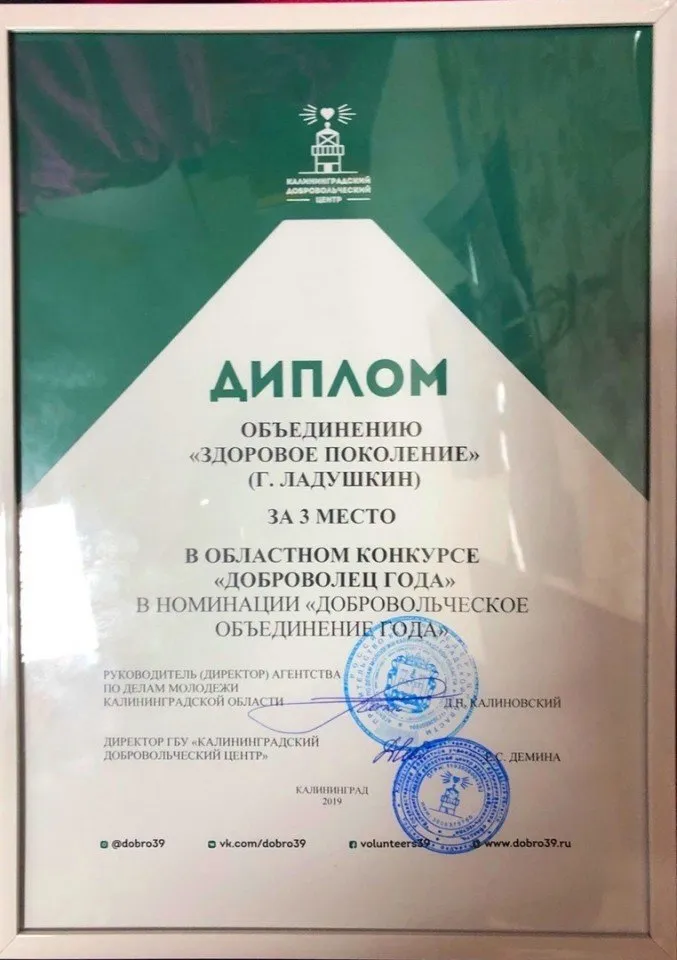 КАЛИНИНГРАДСКИЙ
ДОБРОВОЛЬЧЕСКИЙ
ЦЕНТР
ДИПЛОМ
ОБЪЕДИНЕНИЮ
«ЗДОРОВОЕ ПОКОЛЕНИЕ»
(Г. ЛАДУШКИН)
ЗА 3 МЕСТО
В ОБЛАСТНОМ КОНКУРСЕ
«ДОБРОВОЛЕЦ ГОДА»
В НОМИНАЦИИ «ДОБРОВОЛЬЧЕСКОЕ
ОБЪЕДИНЕНИЕ ГОДА»
РУКОВОДИТЕЛЬ (ДИРЕКТОР) АГЕНТСТВА
ПО ДЕЛАМ МОЛОДЕЖИ
КАЛИНИНГРАДСКОЙ ОБЛАСТИ Д.Н. КАЛИНОВСКИЙ
ДИРЕКТОР ГБУ «КАЛИНИНГРАДСКИЙ
ДОБРОВОЛЬЧЕСКИЙ ЦЕНТР» С. ДЕМИНА
КАЛИНИНГРАД
2019
@dobro39 vk.com/dobro39 volunteers39 www.dobro39.ru